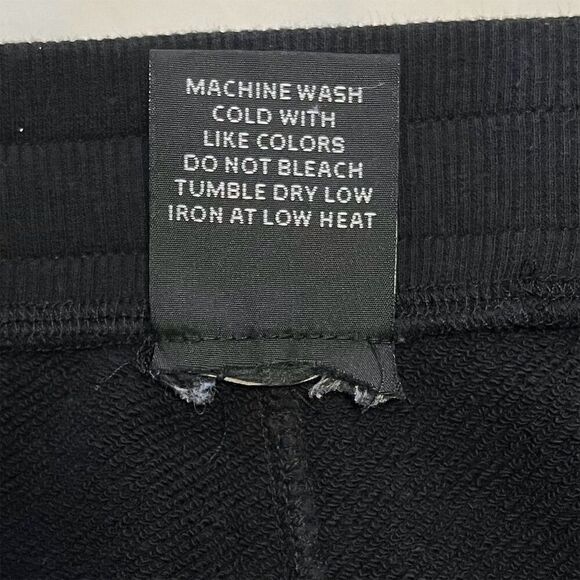 MACHINE WASH
COLD WITH
LIKE COLORS
DO NOT BLEACH
TUMBLE DRY LOW
IRON AT LOW HEAT